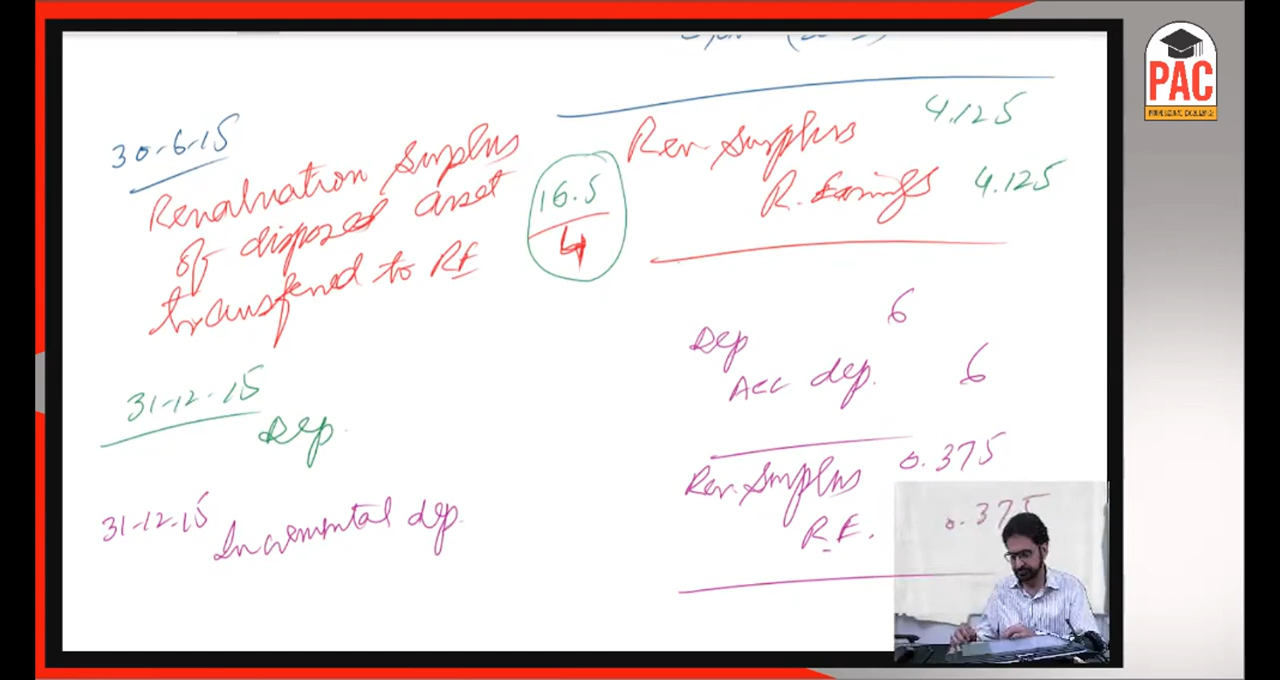 PAC
30-6-15
Revaluation Surplus
of disposed asset
transferred to RE
16.5
4
Rev Surplus 4.125
R. Earnings 4.125
31-12-15
Dep.
Dep 6
Acc dep. 6
31-12-15 Incremental dep.
Rev. Surplus 0.375
R.E. 0.375